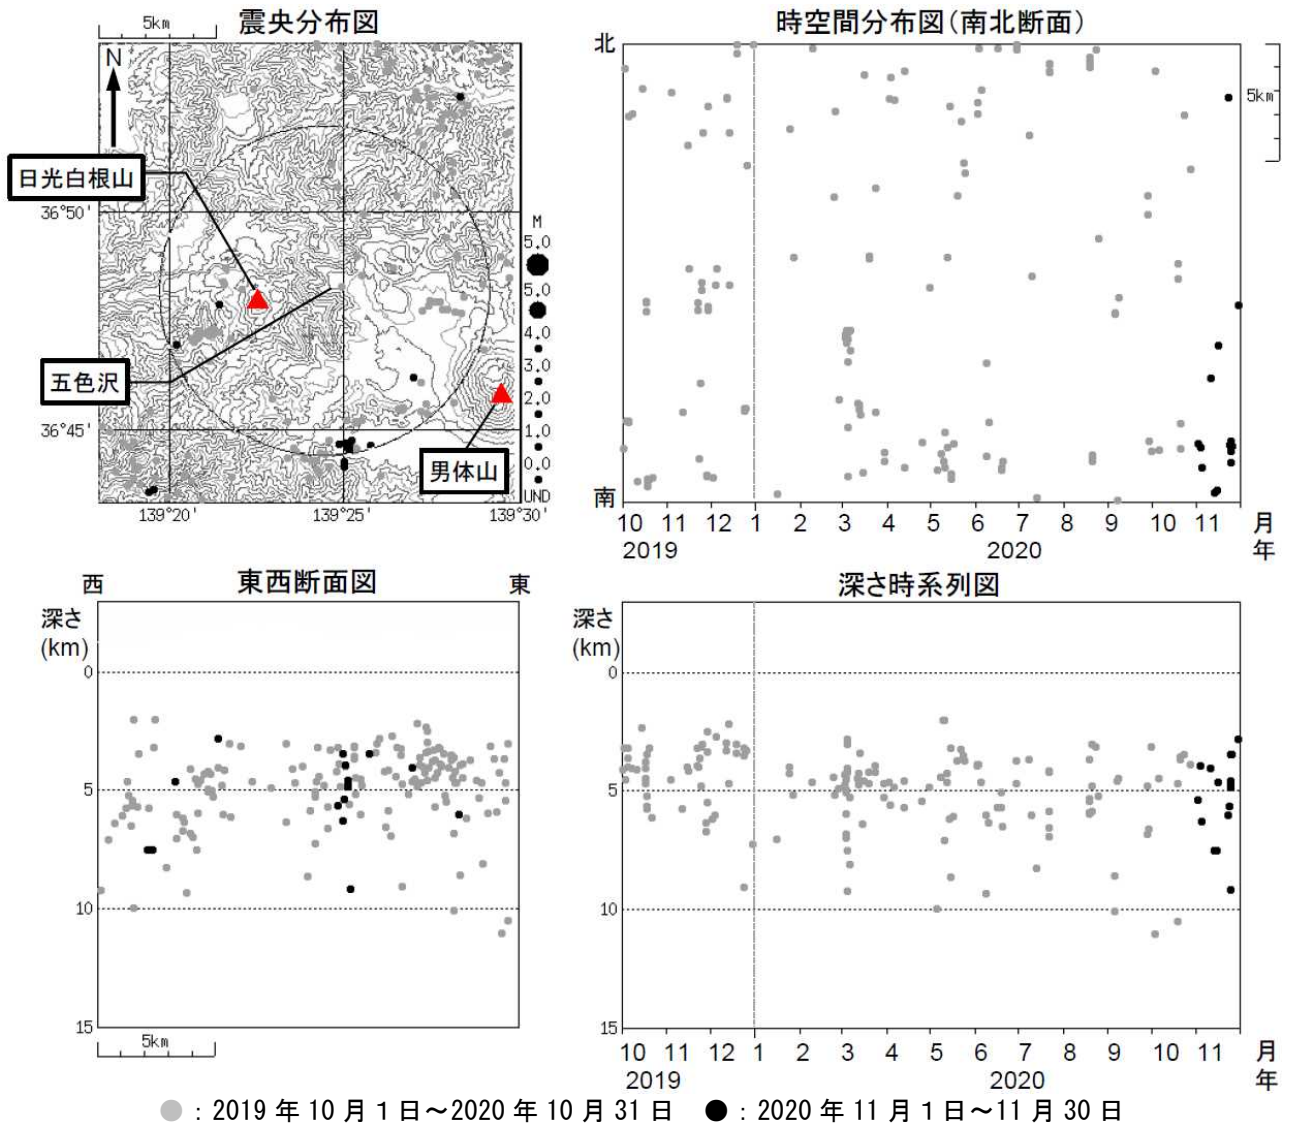 震央分布図
5km
N
日光白根山
36°50'
五色沢
36°45'
男体山
139°20'
139°25'
139°30'
M
5.0
5.0
4.0
3.0
2.0
1.0
0.0
UND
時空間分布図(南北断面)
北
南
5km
10 11 12 1 2 3 4 5 6 7 8 9 10 11 月
2019 2020 年
東西断面図
西 東
深さ
(km)
0
5
10
15
5km
深さ時系列図
深さ
(km)
0
5
10
15
10 11 12 1 2 3 4 5 6 7 8 9 10 11 月
2019 2020 年
:2019年10月1日~2020年10月31日 :2020年11月1日~11月30日